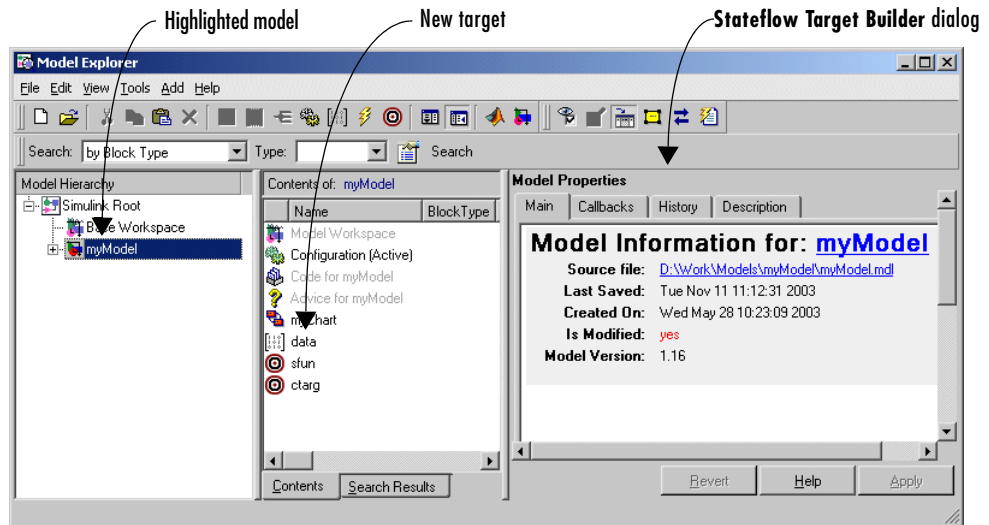 Highlighted model
New target
Stateflow Target Builder dialog
Model Explorer
File Edit View Tools Add Help
Search: by Block Type Type: Search
Model Hierarchy
Simulink Root
Base Workspace
myModel
Contents of: myModel
Name BlockType
Model Workspace
Configuration (Active)
Code for myModel
Advice for myModel
myChart
data
sfun
ctarg
Contents Search Results
Model Properties
Main Callbacks History Description
Model Information for: myModel
Source file: D:\Work\Models\myModel\myModel.mdl
Last Saved: Tue Nov 11 11:12:31 2003
Created On: Wed May 28 10:23:09 2003
Is Modified: yes
Model Version: 1.16
Revert Help Apply